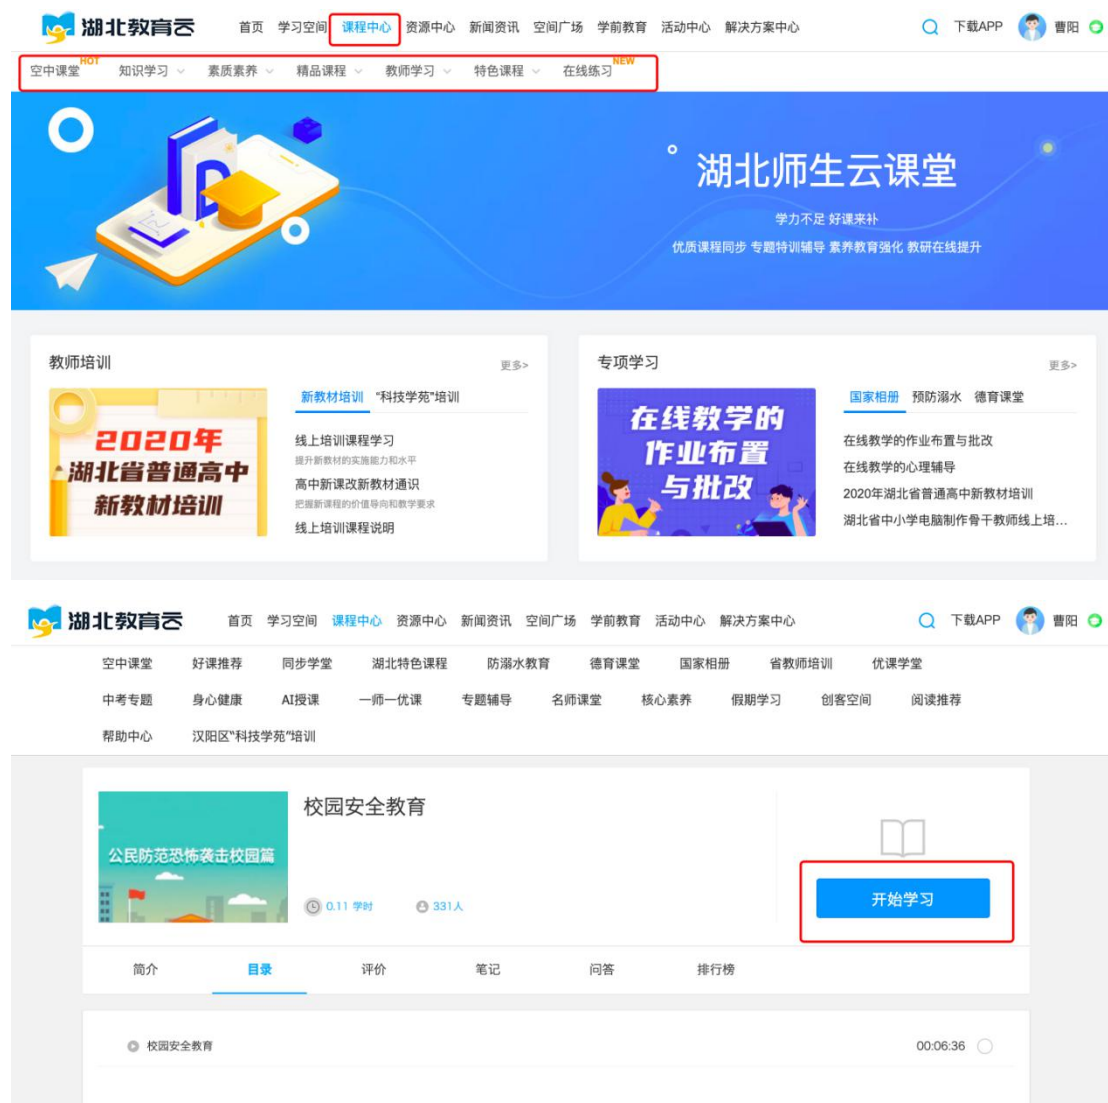 湖北教育云 首页 学习空间 课程中心 资源中心 新闻资讯 空间广场 学前教育 活动中心 解决方案中心 下载APP 曹阳
空中课堂 HOT 知识学习 素质素养 精品课程 教师学习 特色课程 在线练习 NEW
湖北师生云课堂
学力不足 好课来补
优质课程同步 专题特训辅导 素养教育强化 教研在线提升
教师培训 更多>
2020年
湖北省普通高中
新教材培训
新教材培训 “科技学苑”培训
线上培训课程学习
提升新教材的实施能力和水平
高中新课改新教材通识
把握新课程的价值导向和教学要求
线上培训课程说明
专项学习 更多>
在线教学的
作业布置
与批改
国家相册 预防溺水 德育课堂
在线教学的作业布置与批改
在线教学的心理辅导
2020年湖北省普通高中新教材培训
湖北省中小学电脑制作骨干教师线上培...
湖北教育云 首页 学习空间 课程中心 资源中心 新闻资讯 空间广场 学前教育 活动中心 解决方案中心 下载APP 曹阳
空中课堂 好课推荐 同步学堂 湖北特色课程 防溺水教育 德育课堂 国家相册 省教师培训 优课学堂
中考专题 身心健康 AI授课 一师一优课 专题辅导 名师课堂 核心素养 假期学习 创客空间 阅读推荐
帮助中心 汉阳区“科技学苑”培训
公民防范恐怖袭击校园篇
校园安全教育
0.11 学时 331人
开始学习
简介 目录 评价 笔记 问答 排行榜
校园安全教育 00:06:36